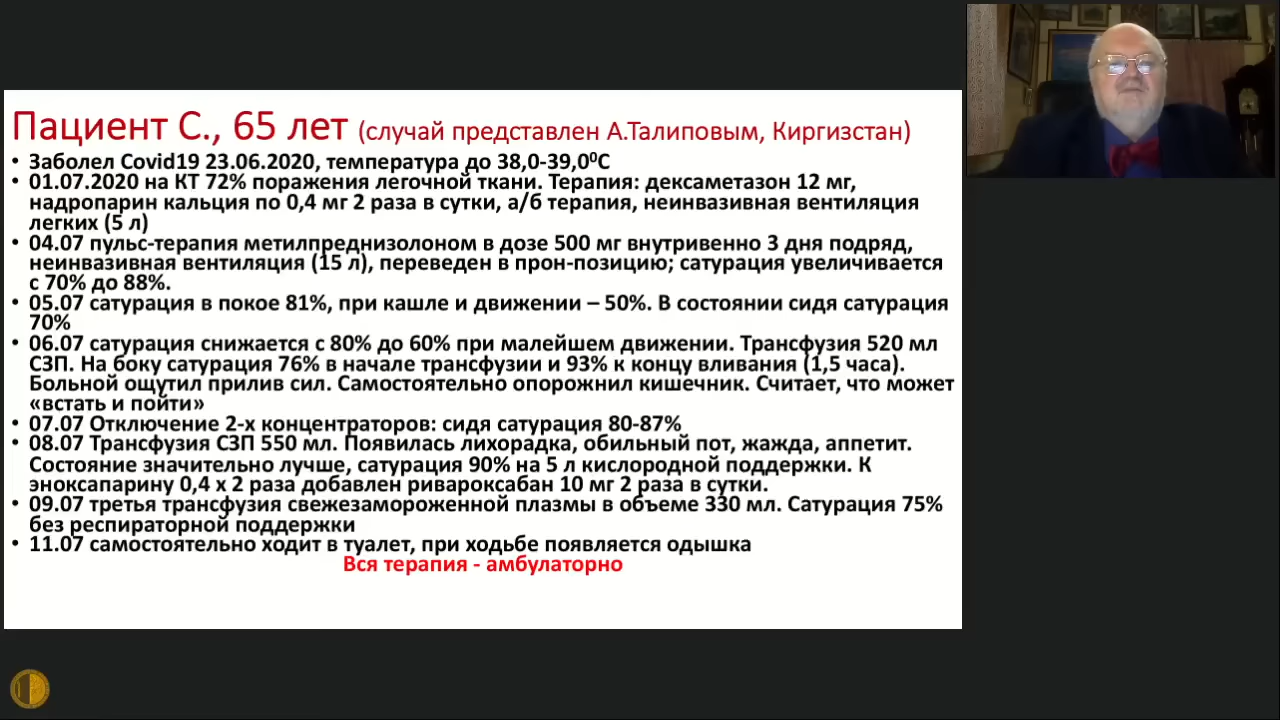 Пациент С., 65 лет (случай представлен А.Талиповым, Киргизстан)
• Заболел Covid19 23.06.2020, температура до 38,0-39,0⁰С
• 01.07.2020 на КТ 72% поражения легочной ткани. Терапия: дексаметазон 12 мг,
надропарин кальция по 0,4 мг 2 раза в сутки, а/б терапия, неинвазивная вентиляция
легких (5 л)
• 04.07 пульс-терапия метилпреднизолоном в дозе 500 мг внутривенно 3 дня подряд,
неинвазивная вентиляция (15 л), переведен в прон-позицию; сатурация увеличивается
с 70% до 88%.
• 05.07 сатурация в покое 81%, при кашле и движении – 50%. В состоянии сидя сатурация
70%
• 06.07 сатурация снижается с 80% до 60% при малейшем движении. Трансфузия 520 мл
СЗП. На боку сатурация 76% в начале трансфузии и 93% к концу вливания (1,5 часа).
Больной ощутил прилив сил. Самостоятельно опорожнил кишечник. Считает, что может
«встать и пойти»
• 07.07 Отключение 2-х концентраторов: сидя сатурация 80-87%
• 08.07 Трансфузия СЗП 550 мл. Появилась лихорадка, обильный пот, жажда, аппетит.
Состояние значительно лучше, сатурация 90% на 5 л кислородной поддержки. К
эноксапарину 0,4 х 2 раза добавлен ривароксабан 10 мг 2 раза в сутки.
• 09.07 третья трансфузия свежезамороженной плазмы в объеме 330 мл. Сатурация 75%
без респираторной поддержки
• 11.07 самостоятельно ходит в туалет, при ходьбе появляется одышка
Вся терапия - амбулаторно